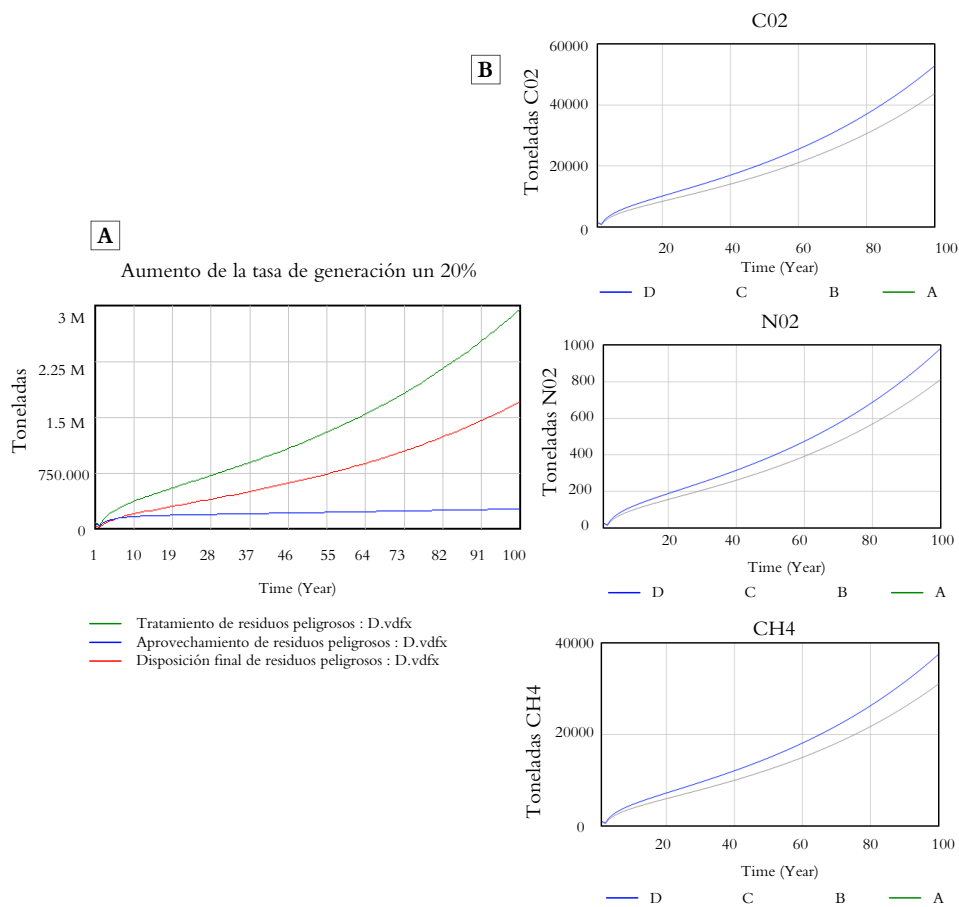 A
Aumento de la tasa de generación un 20%
Toneladas
3 M
2.25 M
1.5 M
750.000
0
1 10 19 28 37 46 55 64 73 82 91 100
Time (Year)
Tratamiento de residuos peligrosos : D.vdfx
Aprovechamiento de residuos peligrosos : D.vdfx
Disposición final de residuos peligrosos : D.vdfx
B
C02
Toneladas C02
60000
40000
20000
0
20 40 60 80 100
Time (Year)
D C B A
N02
Toneladas N02
1000
800
600
400
200
0
20 40 60 80 100
Time (Year)
D C B A
CH4
Toneladas CH4
40000
20000
0
20 40 60 80 100
Time (Year)
D C B A